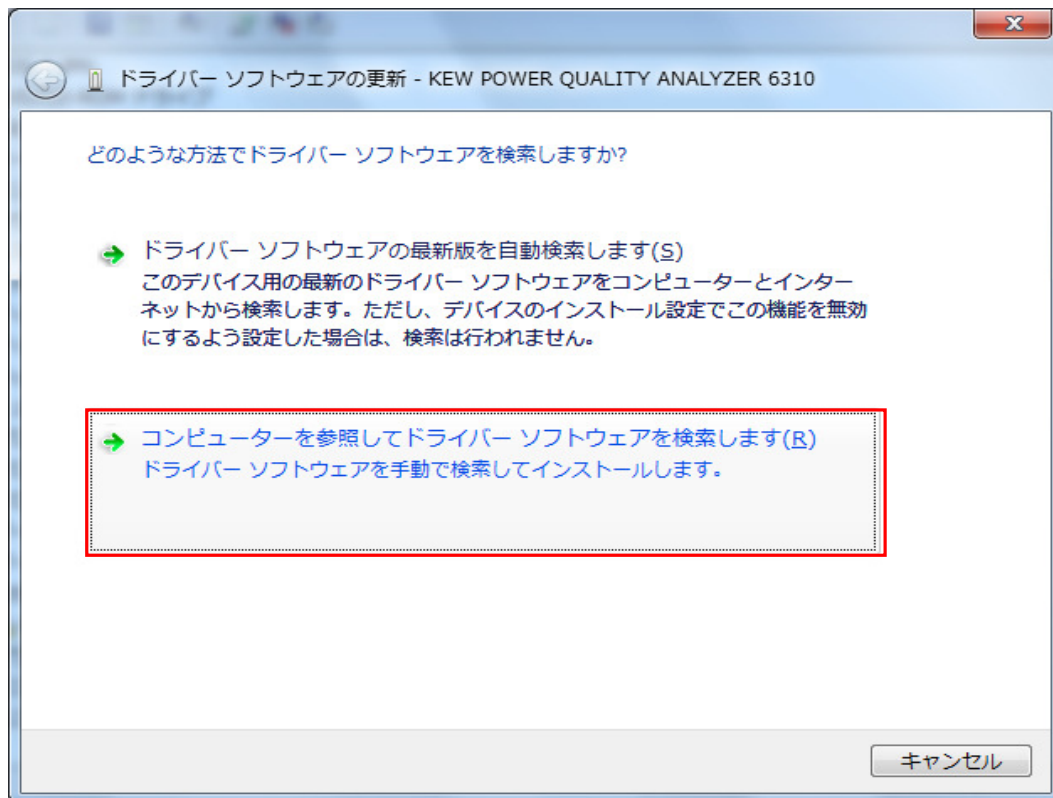 ドライバー ソフトウェアの更新 - KEW POWER QUALITY ANALYZER 6310
どのような方法でドライバー ソフトウェアを検索しますか?
ドライバー ソフトウェアの最新版を自動検索します(S)
このデバイス用の最新のドライバー ソフトウェアをコンピューターとインター
ネットから検索します。ただし、デバイスのインストール設定でこの機能を無効
にするよう設定した場合は、検索は行われません。
コンピューターを参照してドライバー ソフトウェアを検索します(R)
ドライバー ソフトウェアを手動で検索してインストールします。
キャンセル